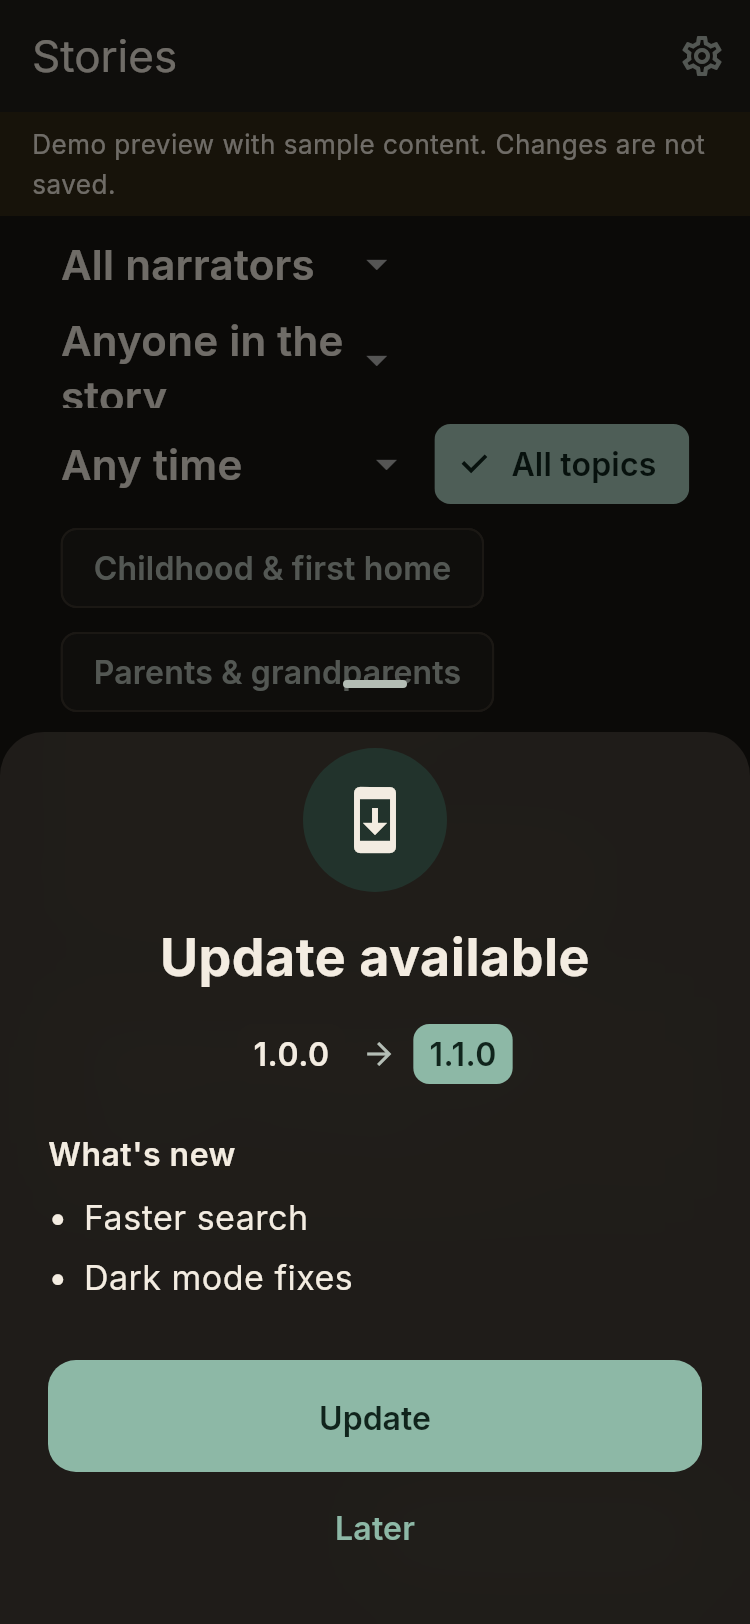 Stories
Demo preview with sample content. Changes are not
saved.
All narrators
Anyone in the
story
Any time
All topics
Childhood & first home
Parents & grandparents
Update available
1.0.0 → 1.1.0
What's new
• Faster search
• Dark mode fixes
Update
Later